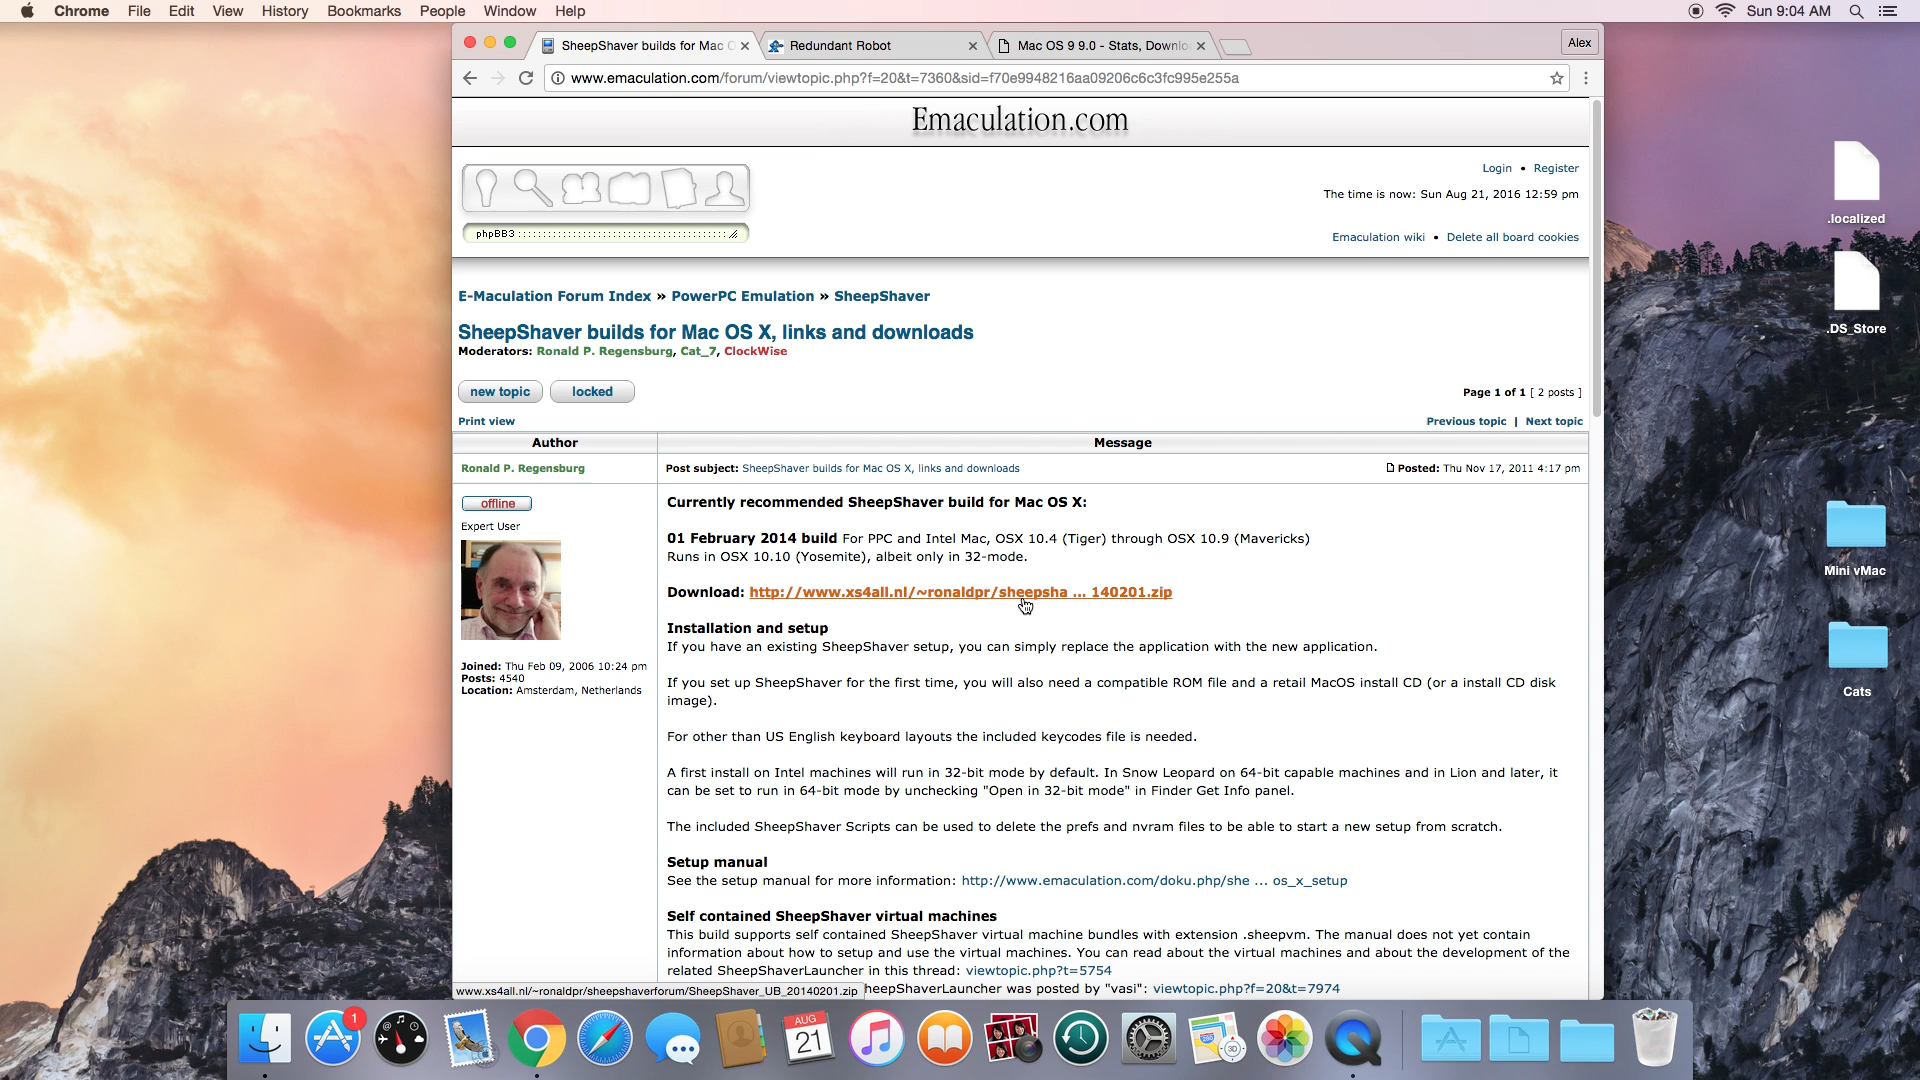 Chrome File Edit View History Bookmarks People Window Help Sun 9:04 AM
SheepShaver builds for Mac O Redundant Robot Mac OS 9 9.0 - Stats, Downlo Alex
www.emaculation.com/forum/viewtopic.php?f=20&t=7360&sid=f70e9948216aa09206c6c3fc995e255a
Emaculation.com
Login • Register
The time is now: Sun Aug 21, 2016 12:59 pm
phpBB3
Emaculation wiki • Delete all board cookies
.localized
.DS_Store
Mini vMac
Cats
E-Maculation Forum Index » PowerPC Emulation » SheepShaver
SheepShaver builds for Mac OS X, links and downloads
Moderators: Ronald P. Regensburg, Cat_7, ClockWise
new topic locked
Page 1 of 1 [ 2 posts ]
Print view
Previous topic | Next topic
Author Message
Ronald P. Regensburg
Post subject: SheepShaver builds for Mac OS X, links and downloads
Posted: Thu Nov 17, 2011 4:17 pm
offline
Expert User
Joined: Thu Feb 09, 2006 10:24 pm
Posts: 4540
Location: Amsterdam, Netherlands
Currently recommended SheepShaver build for Mac OS X:
01 February 2014 build For PPC and Intel Mac, OSX 10.4 (Tiger) through OSX 10.9 (Mavericks)
Runs in OSX 10.10 (Yosemite), albeit only in 32-mode.
Download: http://www.xs4all.nl/~ronaldpr/sheepsha ... 140201.zip
Installation and setup
If you have an existing SheepShaver setup, you can simply replace the application with the new application.
If you set up SheepShaver for the first time, you will also need a compatible ROM file and a retail MacOS install CD (or a install CD disk
image).
For other than US English keyboard layouts the included keycodes file is needed.
A first install on Intel machines will run in 32-bit mode by default. In Snow Leopard on 64-bit capable machines and in Lion and later, it
can be set to run in 64-bit mode by unchecking "Open in 32-bit mode" in Finder Get Info panel.
The included SheepShaver Scripts can be used to delete the prefs and nvram files to be able to start a new setup from scratch.
Setup manual
See the setup manual for more information: http://www.emaculation.com/doku.php/she ... os_x_setup
Self contained SheepShaver virtual machines
This build supports self contained SheepShaver virtual machine bundles with extension .sheepvm. The manual does not yet contain
information about how to setup and use the virtual machines. You can read about the virtual machines and about the development of the
related SheepShaverLauncher in this thread: viewtopic.php?t=5754
heepShaverLauncher was posted by "vasi": viewtopic.php?f=20&t=7974
www.xs4all.nl/~ronaldpr/sheepshaverforum/SheepShaver_UB_20140201.zip
1
AUG
21
280
3D